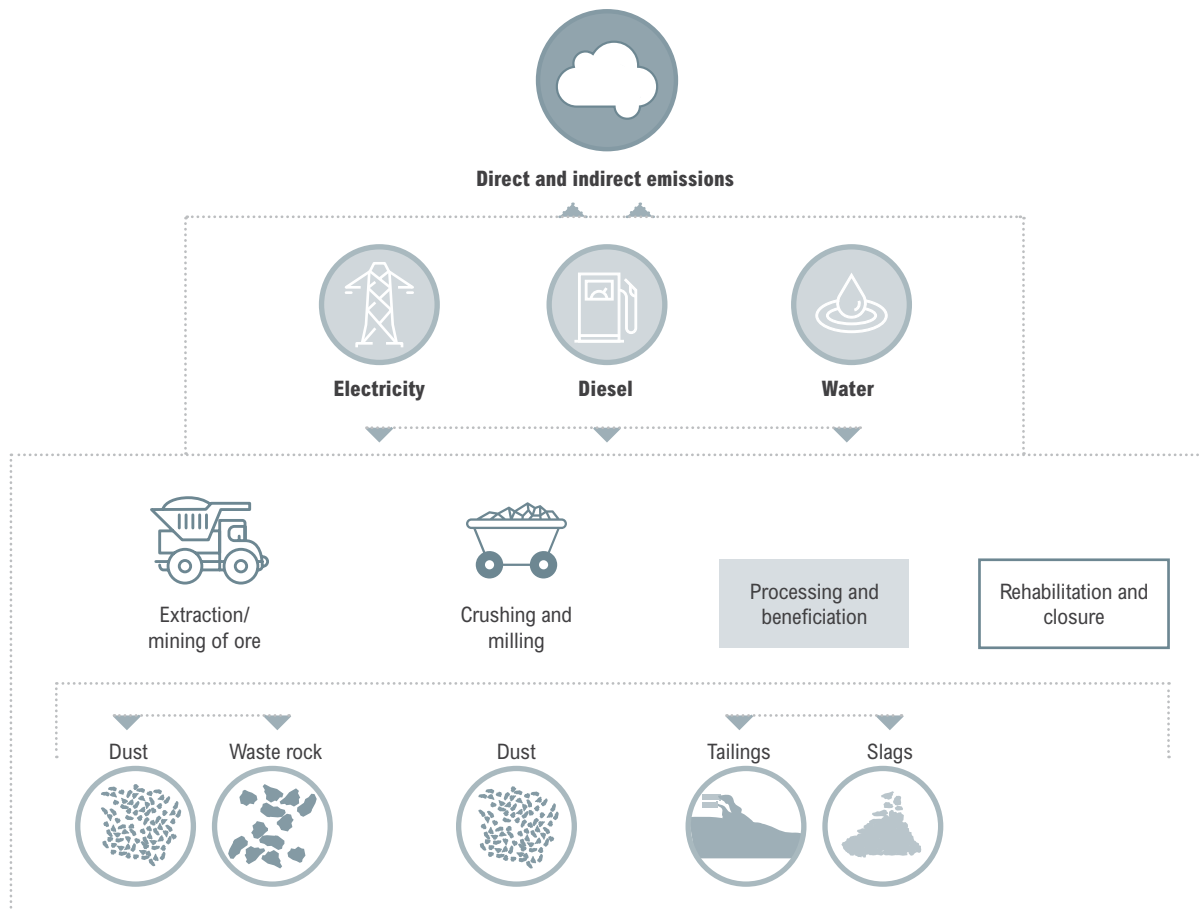 Direct and indirect emissions
Electricity
Diesel
Water
Extraction/
mining of ore
Crushing and
milling
Processing and
beneficiation
Rehabilitation and
closure
Dust
Waste rock
Dust
Tailings
Slags